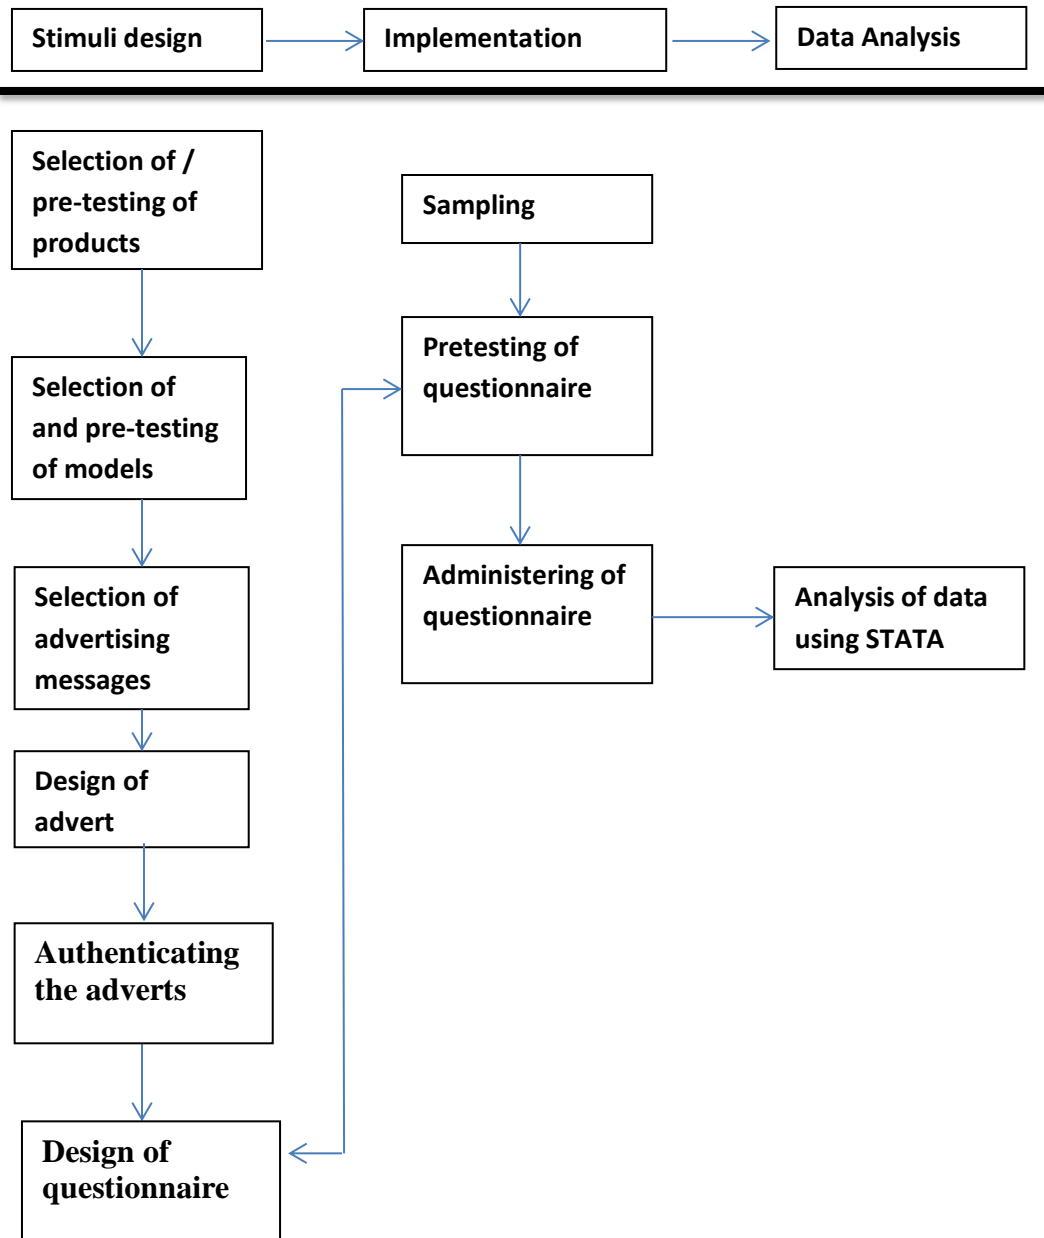 Stimuli design
Implementation
Data Analysis
Selection of /
pre-testing of
products
Selection of
and pre-testing
of models
Selection of
advertising
messages
Design of
advert
Authenticating
the adverts
Design of
questionnaire
Sampling
Pretesting of
questionnaire
Administering of
questionnaire
Analysis of data
using STATA